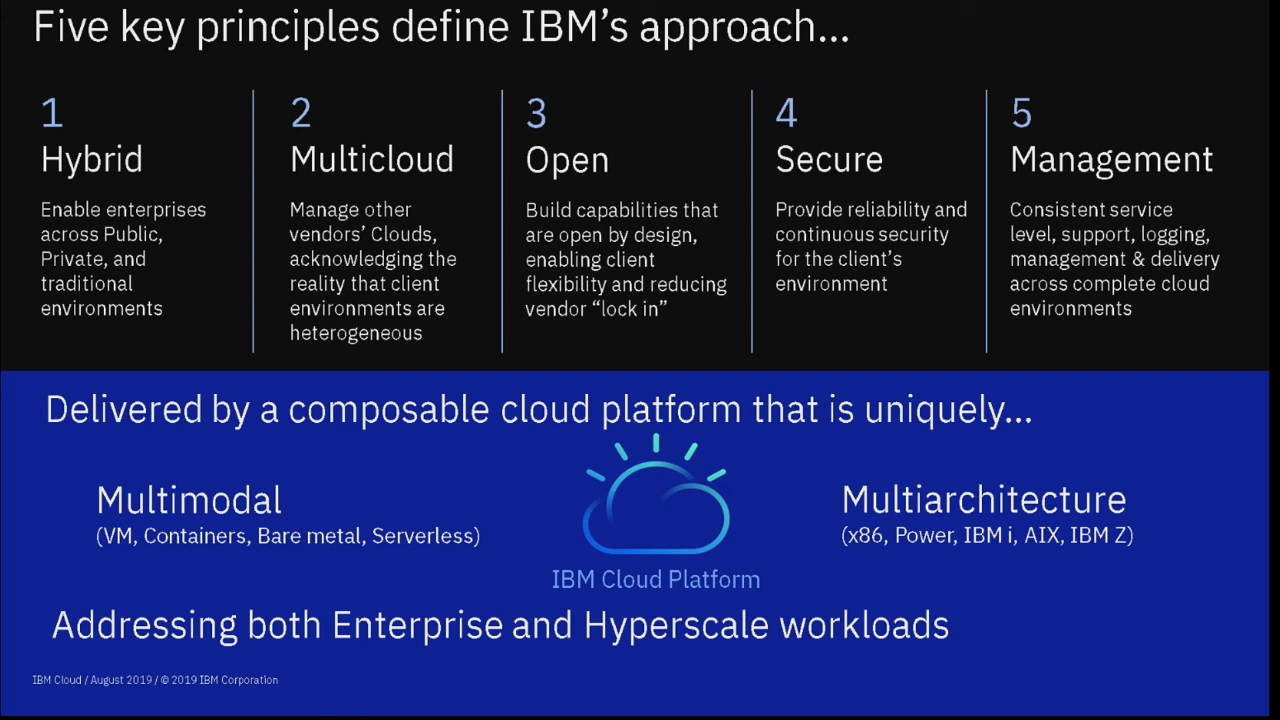 Five key principles define IBM’s approach...
1
Hybrid
Enable enterprises
across Public,
Private, and
traditional
environments
2
Multicloud
Manage other
vendors’ Clouds,
acknowledging the
reality that client
environments are
heterogeneous
3
Open
Build capabilities that
are open by design,
enabling client
flexibility and reducing
vendor “lock in”
4
Secure
Provide reliability and
continuous security
for the client’s
environment
5
Management
Consistent service
level, support, logging,
management & delivery
across complete cloud
environments
Delivered by a composable cloud platform that is uniquely...
Multimodal
(VM, Containers, Bare metal, Serverless)
IBM Cloud Platform
Multiarchitecture
(x86, Power, IBM i, AIX, IBM Z)
Addressing both Enterprise and Hyperscale workloads
IBM Cloud / August 2019 / © 2019 IBM Corporation